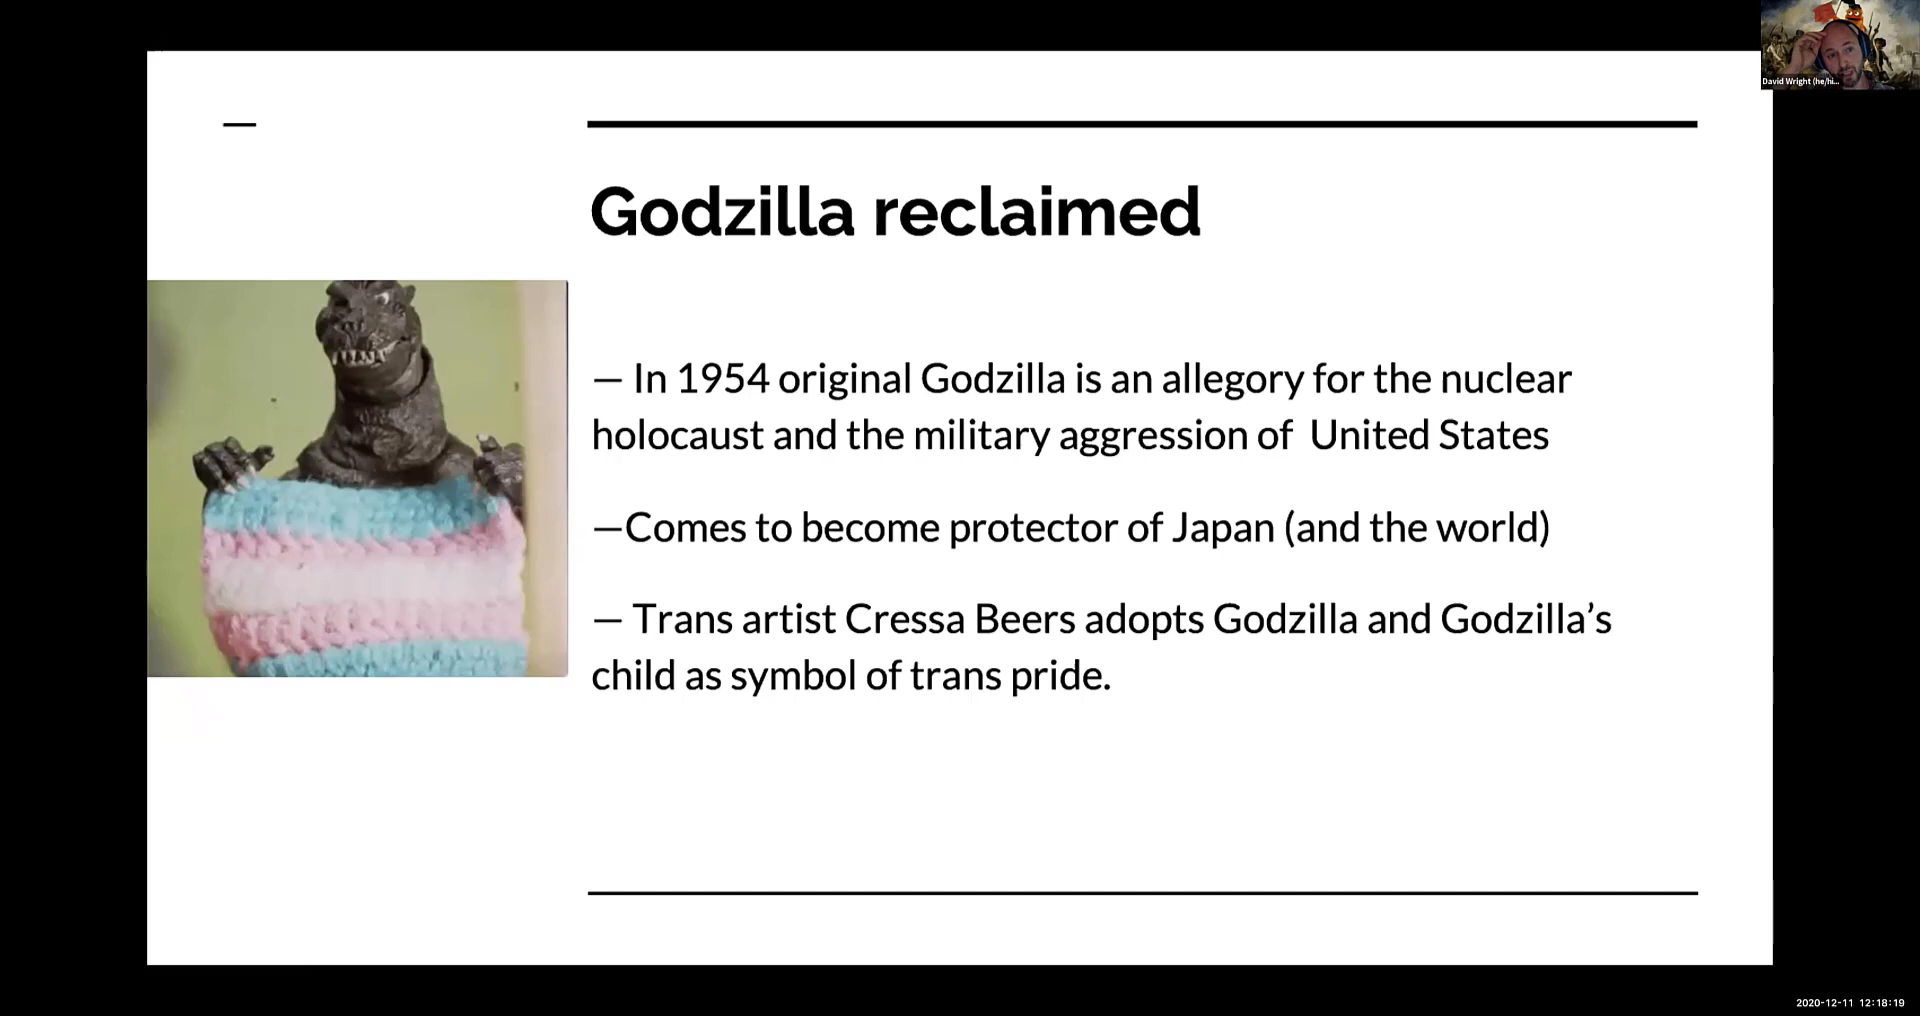 David Wright (he/hi...
—
Godzilla reclaimed
— In 1954 original Godzilla is an allegory for the nuclear
holocaust and the military aggression of  United States
—Comes to become protector of Japan (and the world)
— Trans artist Cressa Beers adopts Godzilla and Godzilla’s
child as symbol of trans pride.
2020-12-11 12:18:19